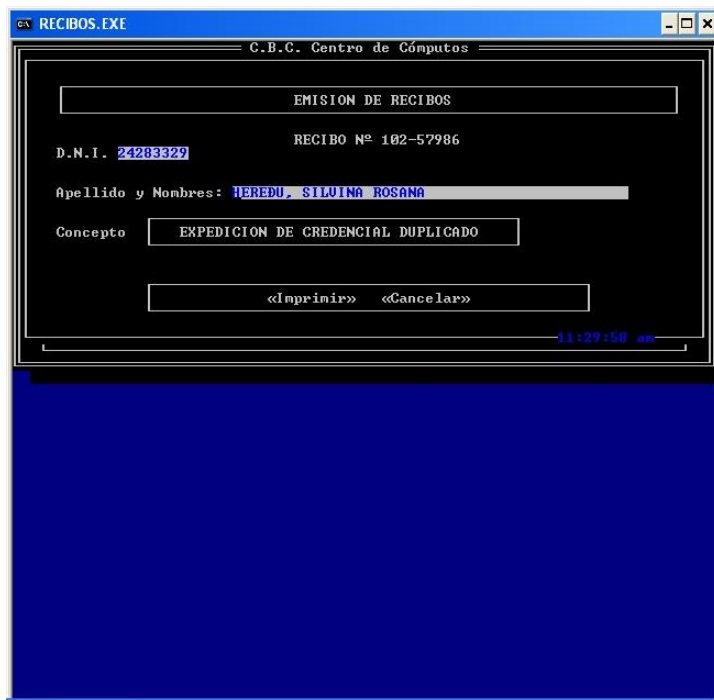 RECIBOS.EXE
C.B.C. Centro de Cómputos
EMISION DE RECIBOS
RECIBO Nº 102-57986
D.N.I. 24283329
Apellido y Nombres: HEREĐU, SILVINA ROSANA
Concepto EXPEDICION DE CREDENCIAL DUPLICADO
«Imprimir» «Cancelar»
11:29:58 am